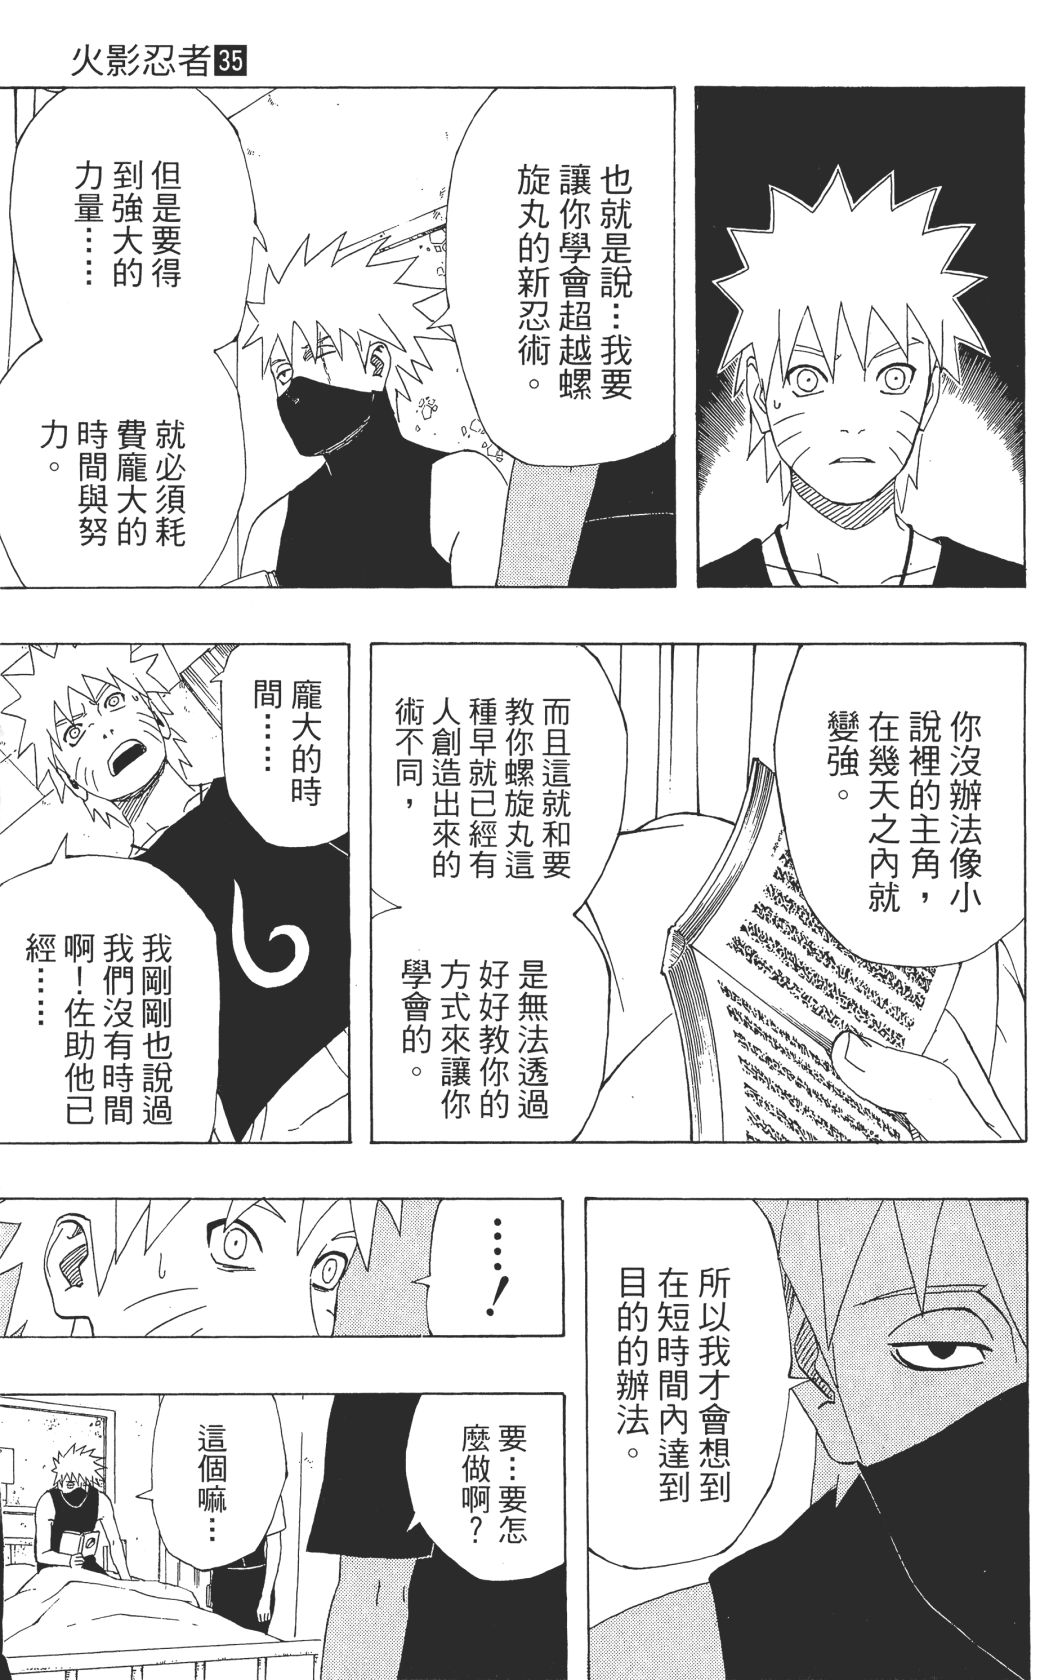 火影忍者35
也就是說…我要
讓你學會超越螺
旋丸的新忍術。
但是要得
到強大的
力量……
就必須耗
費龐大的
時間與努
力。
你沒辦法像小
說裡的主角，
在幾天之內就
變強。
而且這就和要
教你螺旋丸這
種早就已經有
人創造出來的
術不同，
是無法透過
好好教你的
方式來讓你
學會的。
龐大的時
間……
我剛剛也說過
我們沒有時間
啊！佐助他已
經……
所以我才會想到
在短時間內達到
目的的辦法。
……！
要…要怎
麼做啊？
這個嘛…